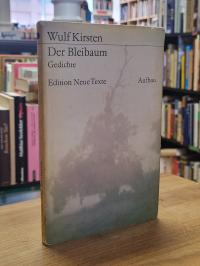 Wulf Kirsten
Der Bleibaum
Gedichte
Edition Neue Texte Aufbau